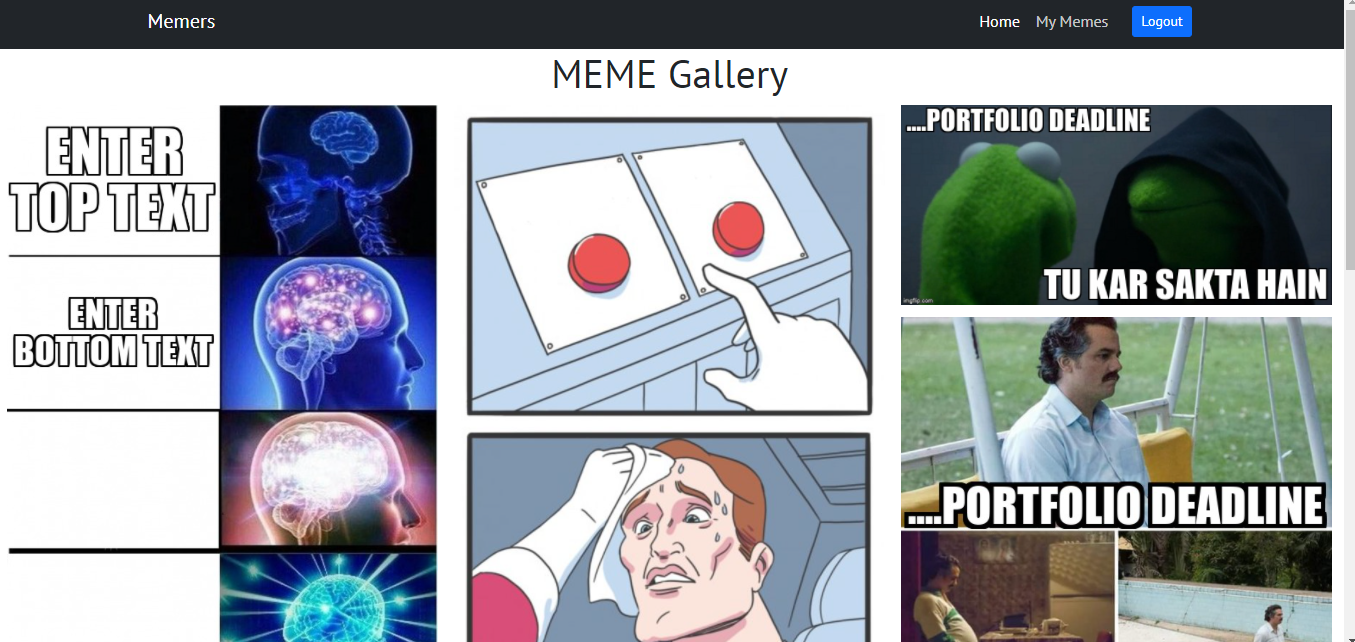 Memers
Home
My Memes
Logout
MEME Gallery
ENTER
TOP TEXT
ENTER
BOTTOM TEXT
....PORTFOLIO DEADLINE
TU KAR SAKTA HAIN
imgflip.com
....PORTFOLIO DEADLINE